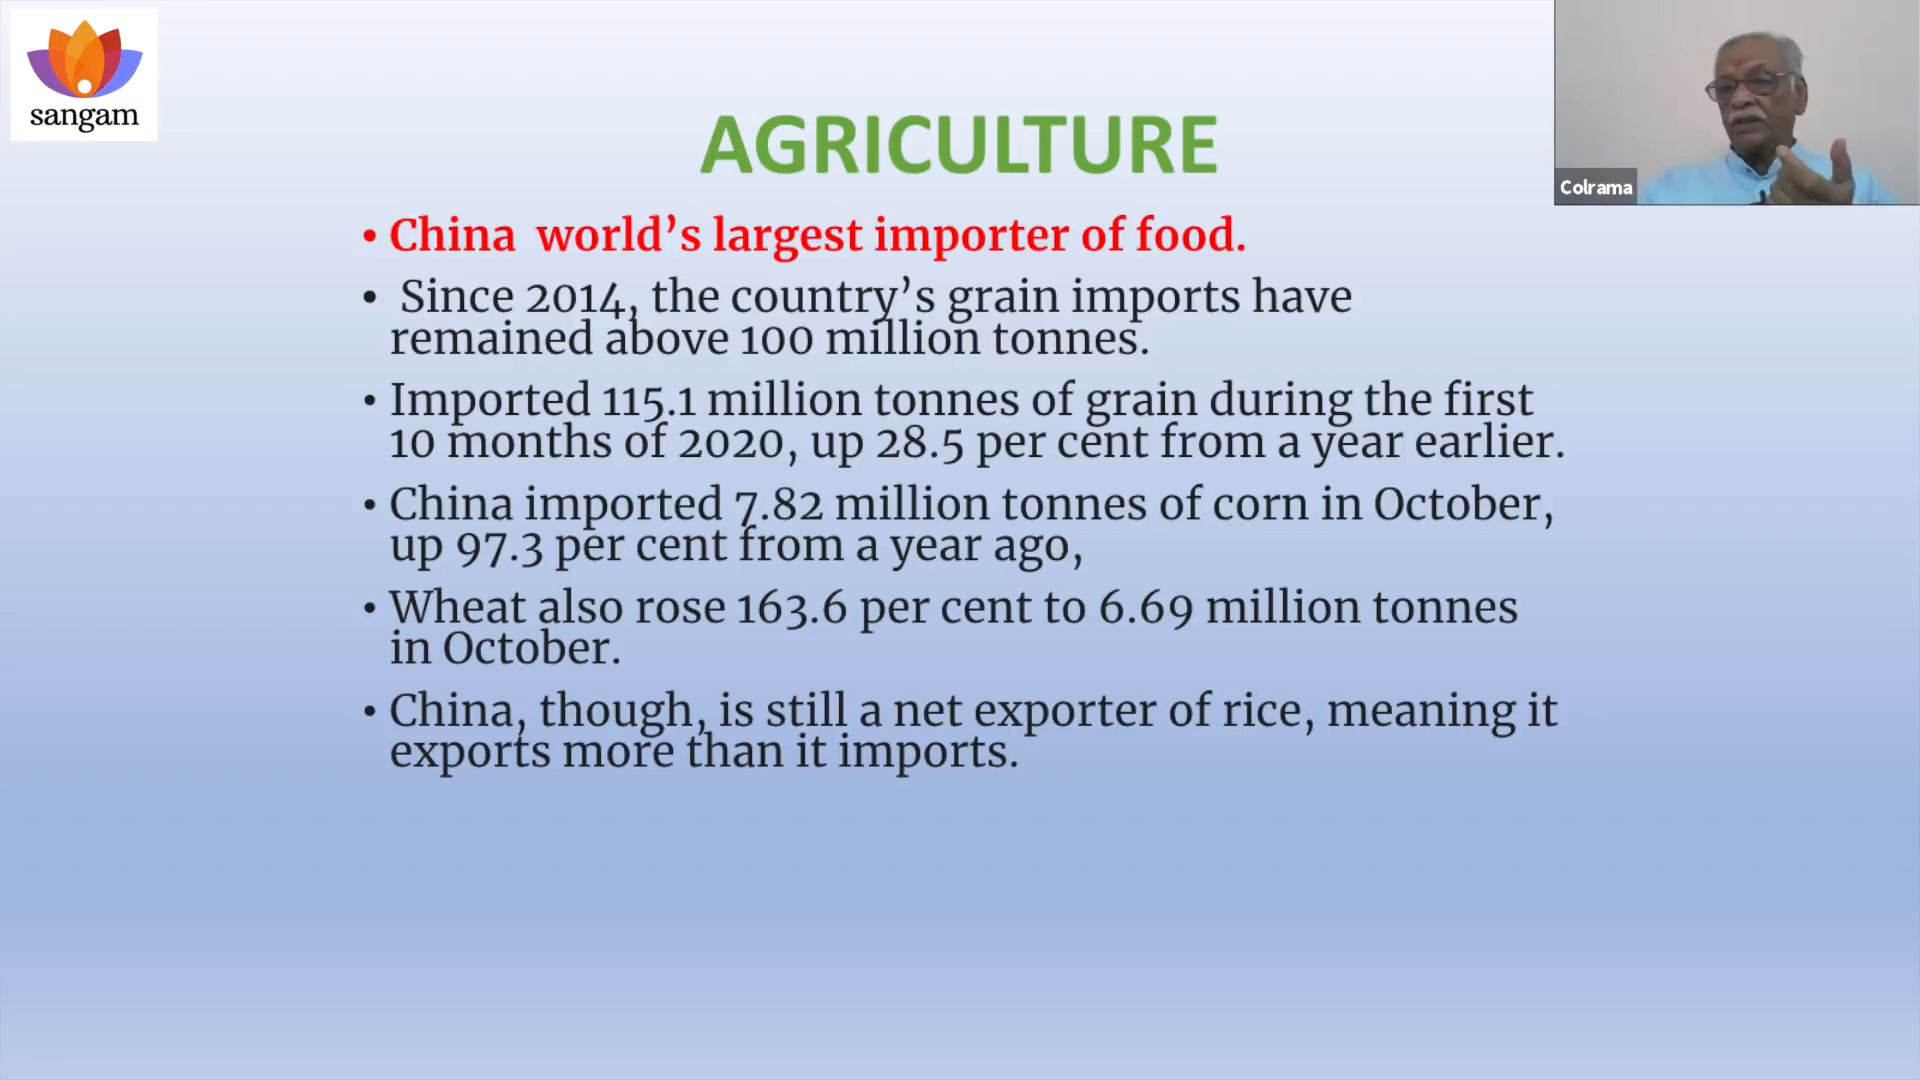 sangam
Colrama
AGRICULTURE
• China world’s largest importer of food.
• Since 2014, the country’s grain imports have
remained above 100 million tonnes.
• Imported 115.1 million tonnes of grain during the first
10 months of 2020, up 28.5 per cent from a year earlier.
• China imported 7.82 million tonnes of corn in October,
up 97.3 per cent from a year ago,
• Wheat also rose 163.6 per cent to 6.69 million tonnes
in October.
• China, though, is still a net exporter of rice, meaning it
exports more than it imports.